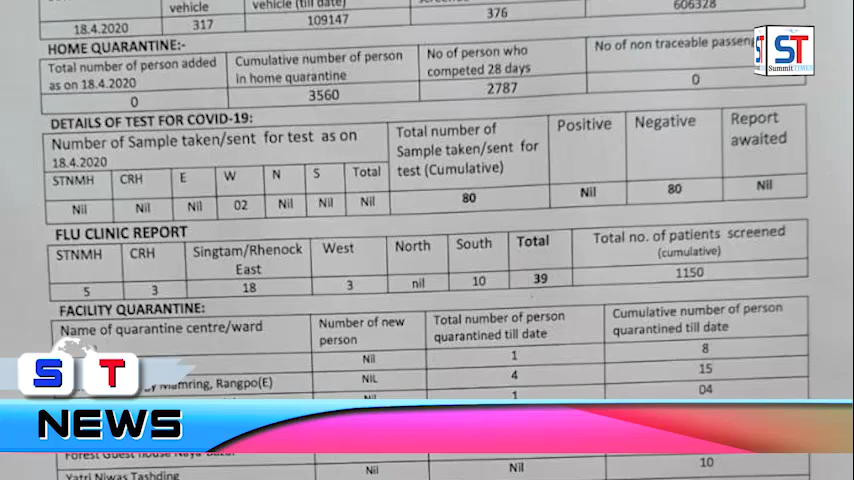 vehicle vehicle (till date)
18.4.2020 317 109147 376 606328
HOME QUARANTINE:-
Total number of person added as on 18.4.2020 Cumulative number of person in home quarantine No of person who competed 28 days No of non traceable
0 3560 2787 0
ST
Summit TIMES
DETAILS OF TEST FOR COVID-19:
Number of Sample taken/sent for test as on 18.4.2020 Total number of Sample taken/sent for test (Cumulative) Positive Negative Report awaited
STNMH CRH E W N S Total
Nil Nil Nil 02 Nil Nil Nil 80 Nil 80 Nil
FLU CLINIC REPORT
STNMH CRH Singtam/Rhenock East West North South Total Total no. of patients screened (cumulative)
5 3 18 3 nil 10 39 1150
FACILITY QUARANTINE:
Name of quarantine centre/ward Number of new person Total number of person quarantined till date Cumulative number of person quarantined till date
Nil 1 8
Mamring, Rangpo(E) NIL 4 15
Nil 1 04
S T
NEWS
Forest Guest house
10
Yatri Niwas Tashding Nil Nil